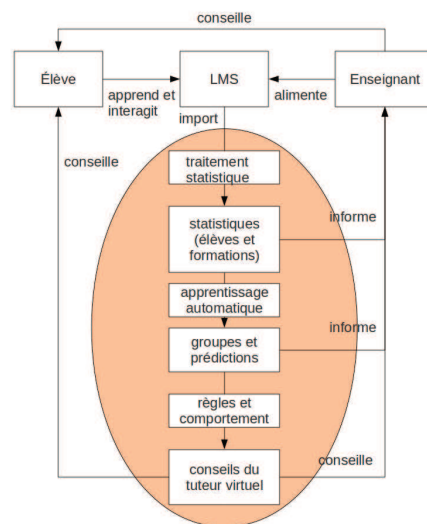 conseille
Élève
LMS
Enseignant
apprend et
interagit
alimente
import
conseille
traitement
statistique
statistiques
(élèves et
formations)
informe
apprentissage
automatique
groupes et
prédictions
informe
règles et
comportement
conseils du
tuteur virtuel
conseille